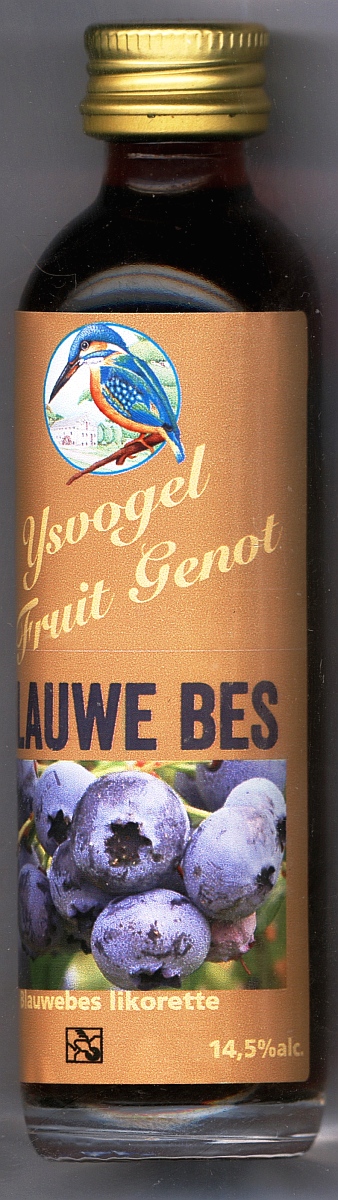 Ysvogel
Fruit Genot
LAUWE BES
Blauwebes likorette
14,5%alc.